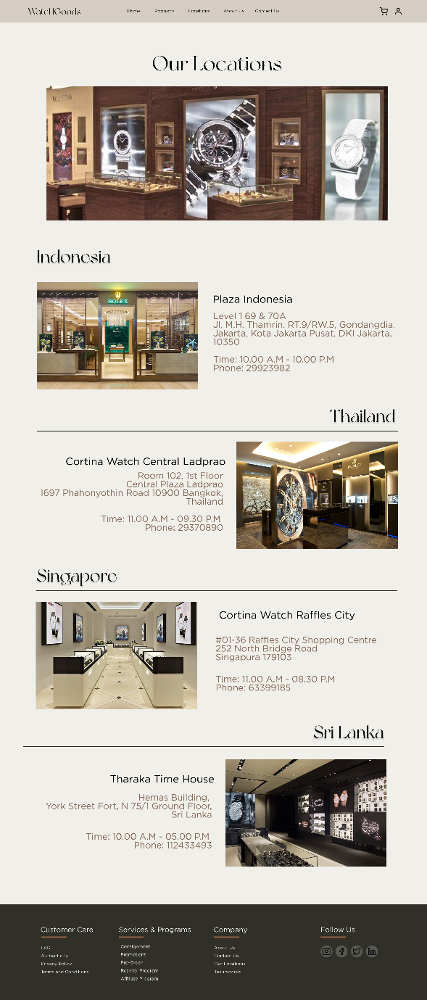 WatcHGoods
Home Products Locations About Us Contact Us
Our Locations
VALENTINO
Indonesia
ROLEX
Plaza Indonesia
Level 1 69 & 70A
Jl. M.H. Thamrin, RT.9/RW.5, Gondangdia,
Jakarta, Kota Jakarta Pusat, DKI Jakarta,
10350
Time: 10.00 A.M - 10.00 P.M
Phone: 29923982
Thailand
Cortina Watch Central Ladprao
Room 102, 1st Floor
Central Plaza Ladprao
1697 Phahonyothin Road 10900 Bangkok,
Thailand
Time: 11.00 A.M - 09.30 P.M
Phone: 29370890
Singapore
Cortina Watch Raffles City
#01-36 Raffles City Shopping Centre
252 North Bridge Road
Singapura 179103
Time: 11.00 A.M - 08.30 P.M
Phone: 63399185
Sri Lanka
Tharaka Time House
Hemas Building,
York Street Fort, N 75/1 Ground Floor,
Sri Lanka
Time: 10.00 A.M - 05.00 P.M
Phone: 112433493
Customer Care
FAQ
Authenticity
Privacy Policy
Terms and Conditions
Services & Programs
Consignment
Promotions
Pre-Order
Reseller Program
Affiliate Program
Company
About Us
Contact Us
Our Locations
Testimonials
Follow Us